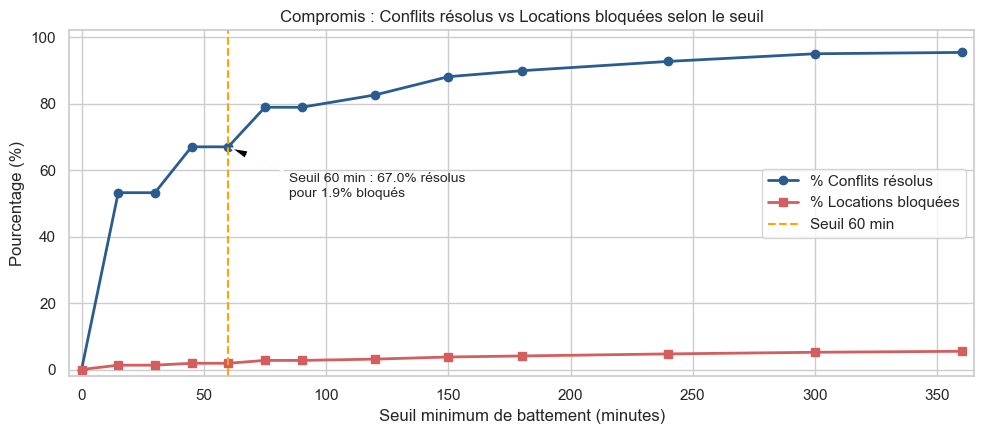 Compromis : Conflits résolus vs Locations bloquées selon le seuil
Pourcentage (%)
100
80
60
40
20
0
Seuil 60 min : 67.0% résolus
pour 1.9% bloqués
% Conflits résolus
% Locations bloquées
Seuil 60 min
0 50 100 150 200 250 300 350
Seuil minimum de battement (minutes)